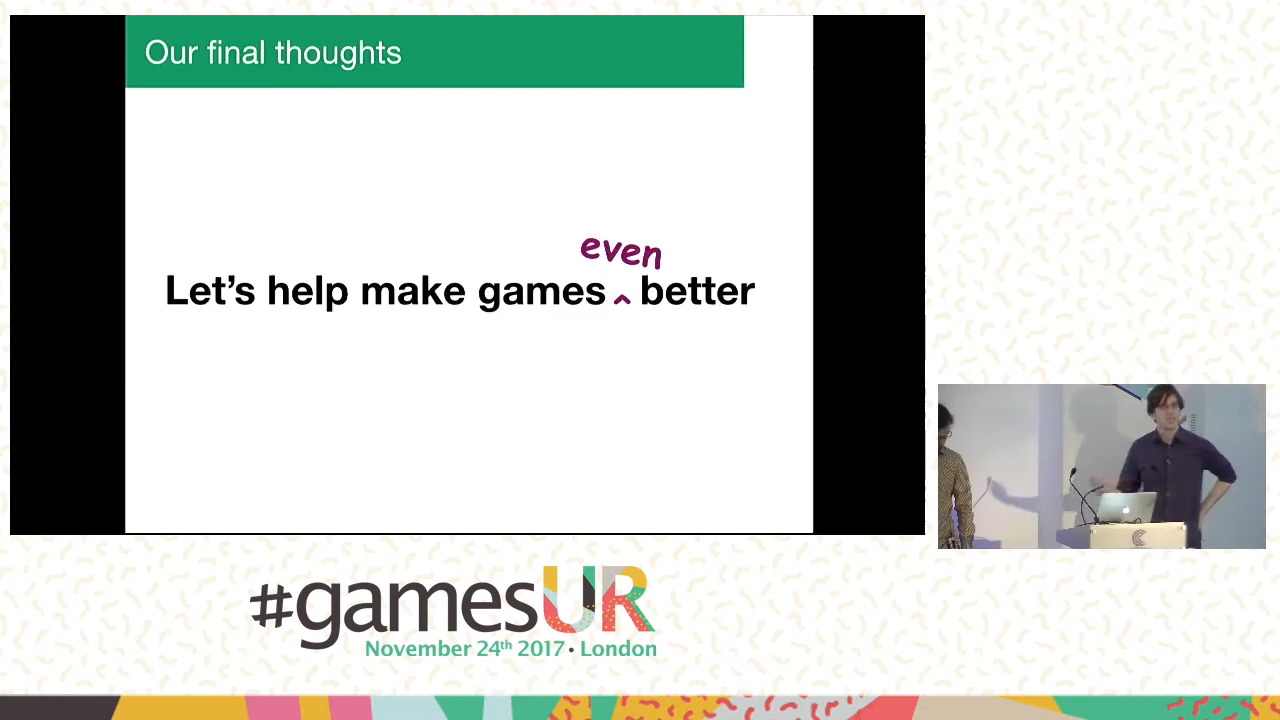 Our final thoughts
even
Let's help make games ^ better
#gamesUR
November 24th 2017 • London